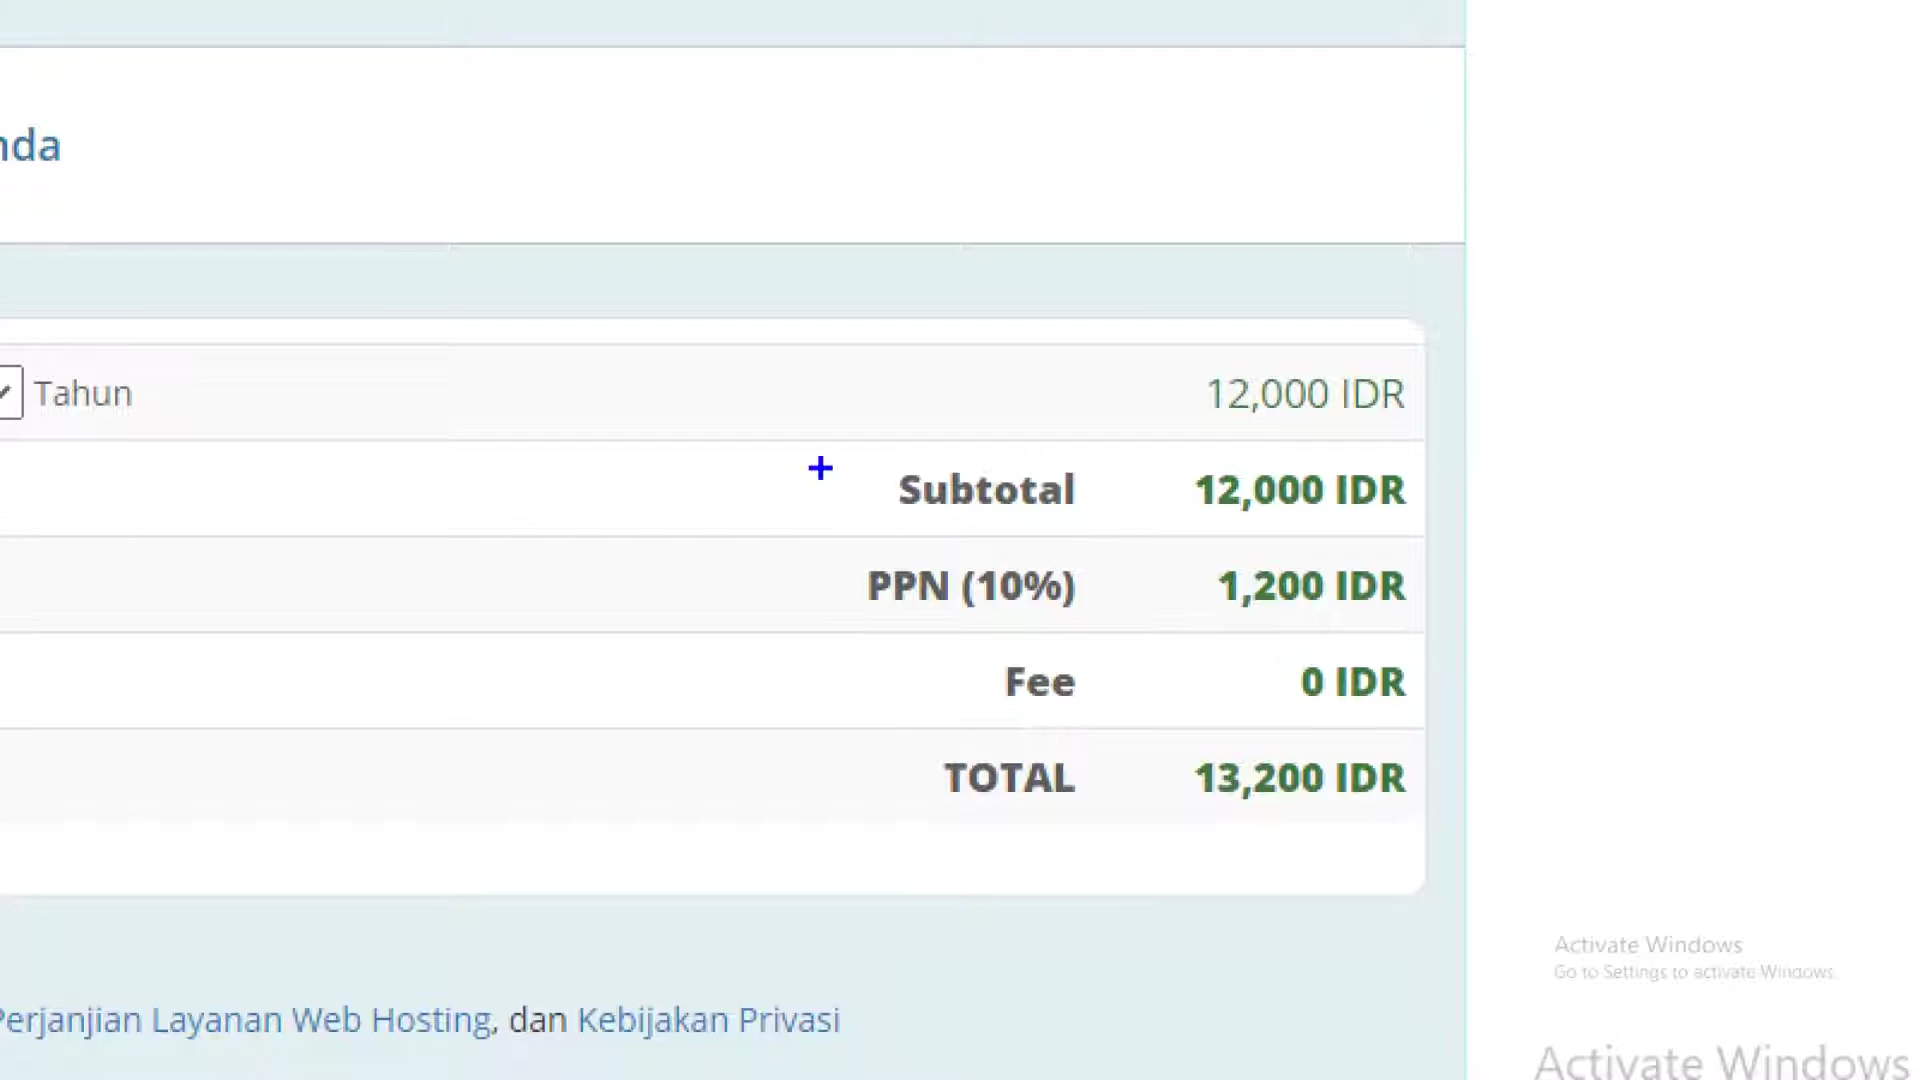 nda
Tahun 12,000 IDR
Subtotal 12,000 IDR
PPN (10%) 1,200 IDR
Fee 0 IDR
TOTAL 13,200 IDR
Activate Windows
Go to Settings to activate Windows.
Perjanjian Layanan Web Hosting, dan Kebijakan Privasi
Activate Windows